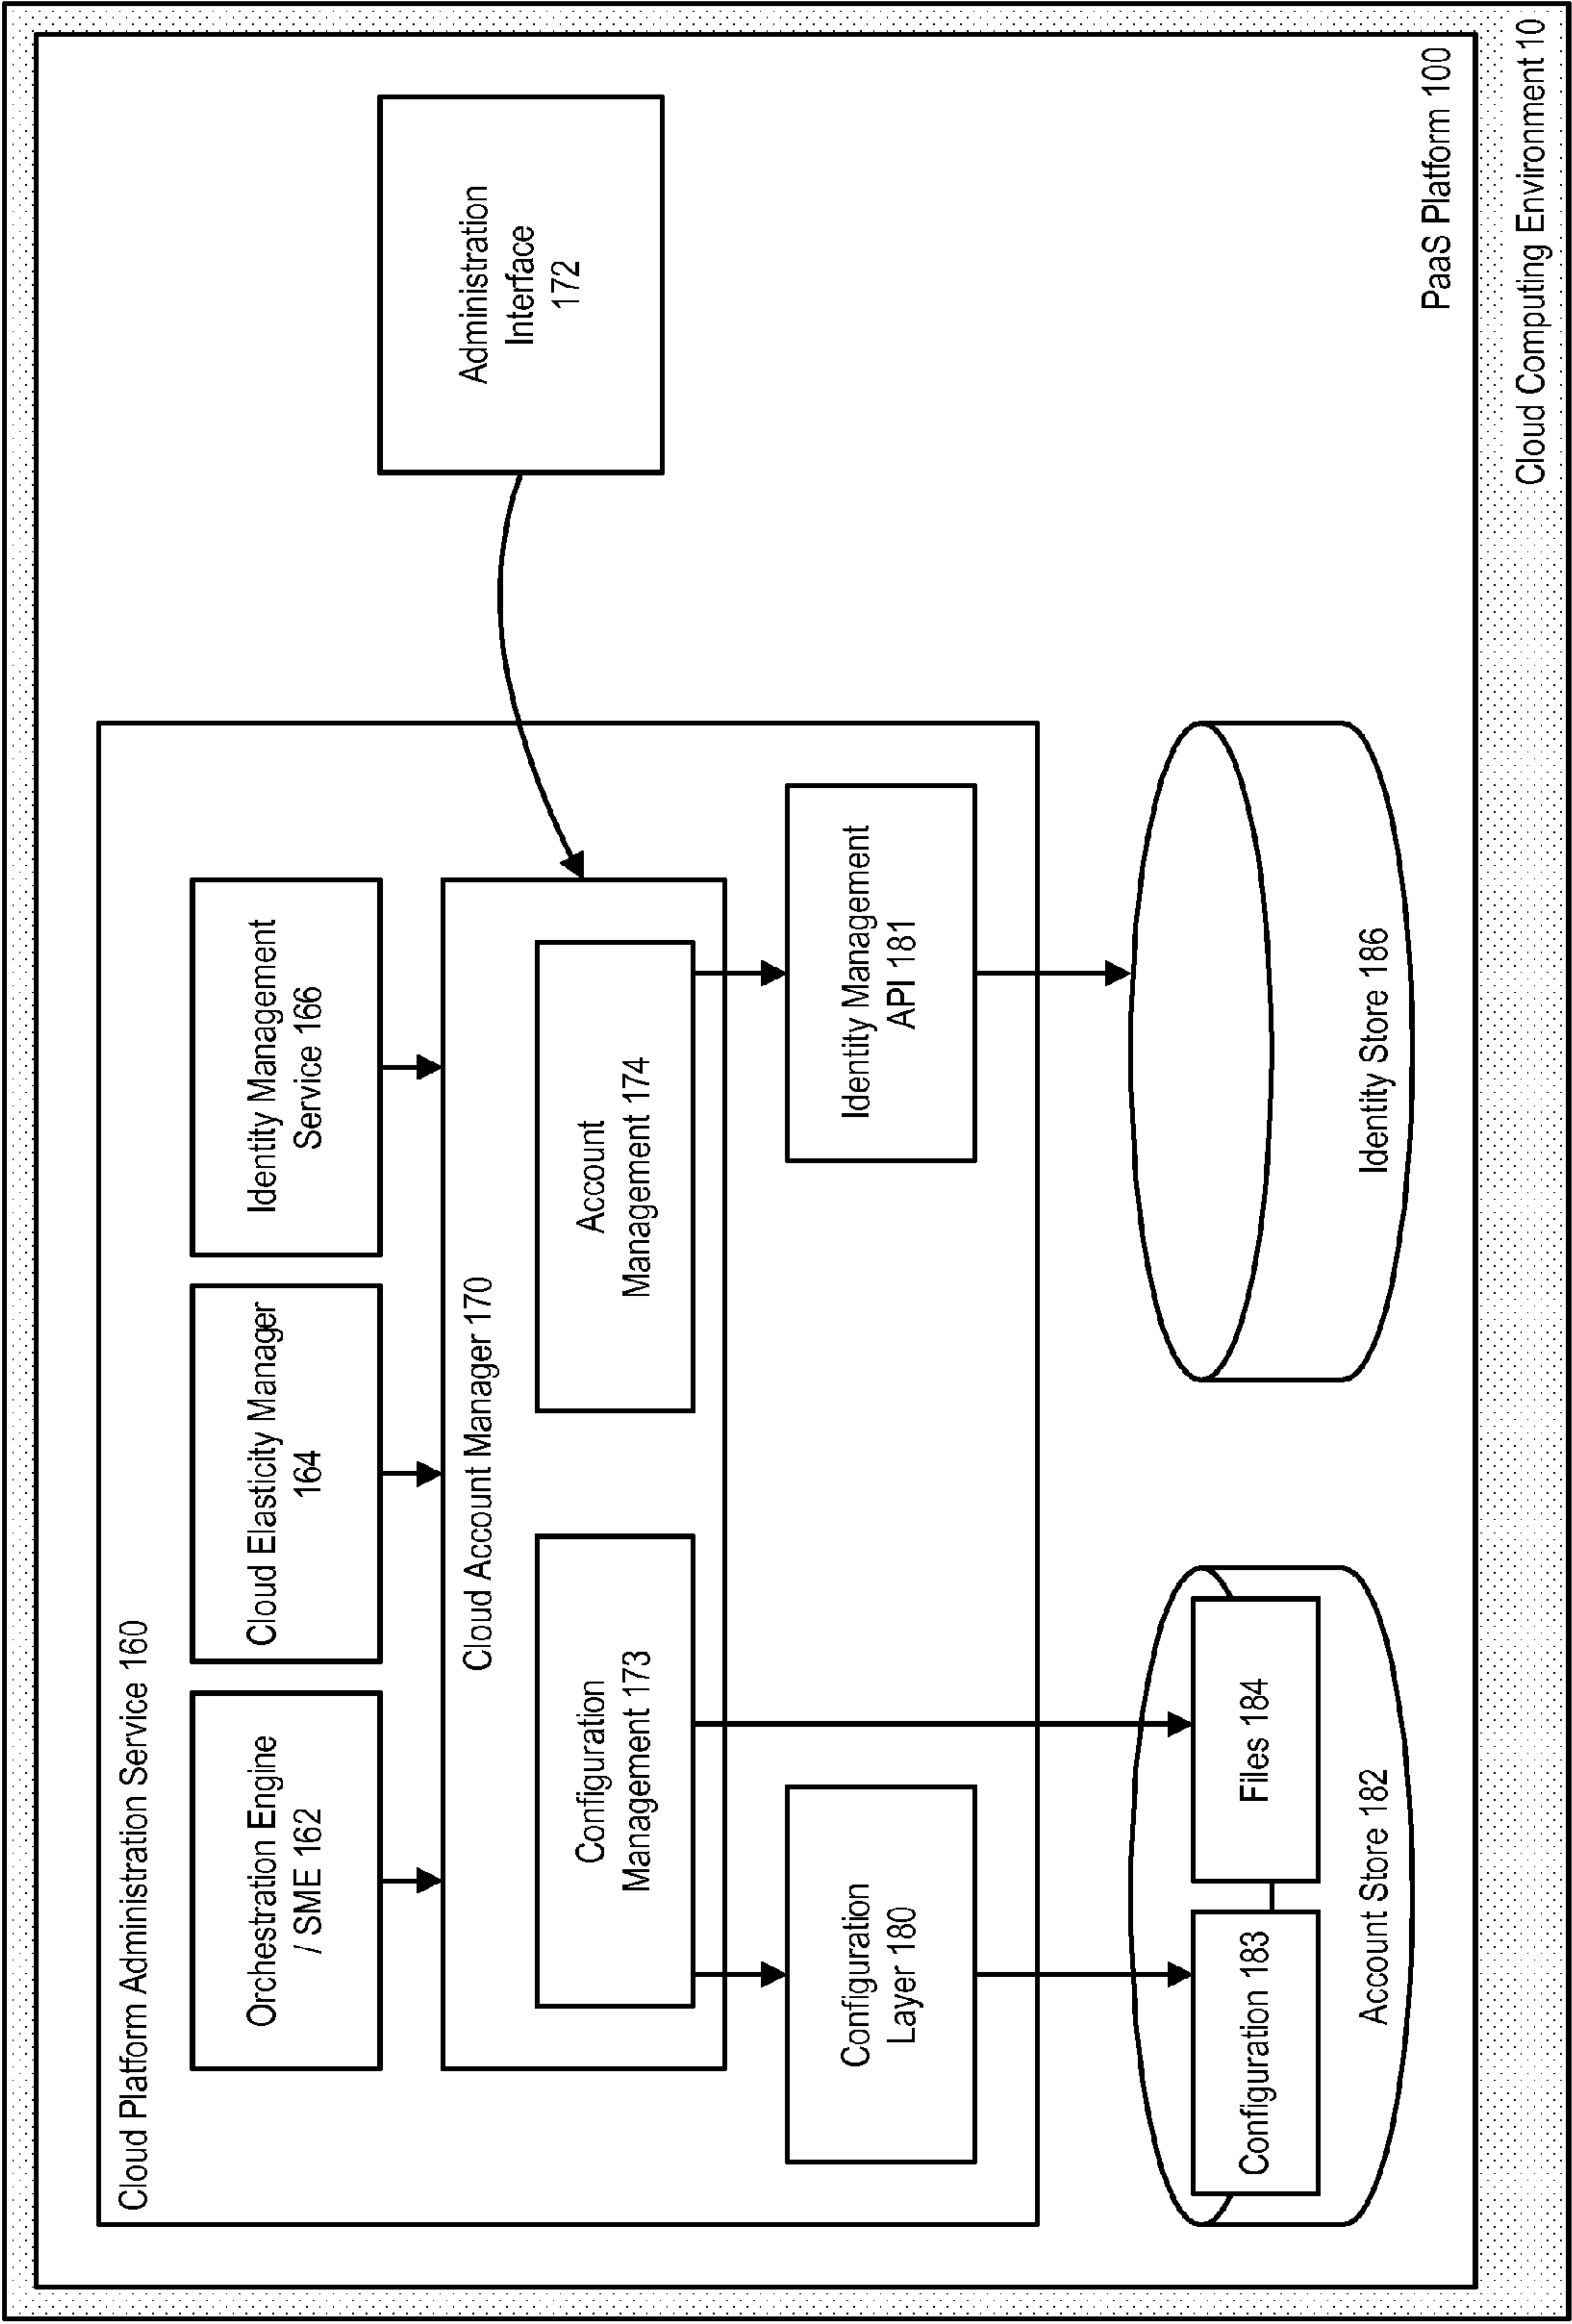 Cloud Platform Administration Service 160
Orchestration Engine
/ SME 162
Cloud Elasticity Manager
164
Identity Management
Service 166
Cloud Account Manager 170
Administration
Interface
172
Configuration
Management 173
Account
Management 174
Configuration
Layer 180
Identity Management
API 181
Configuration 183
Files 184
Account Store 182
Identity Store 186
PaaS Platform 100
Cloud Computing Environment 10